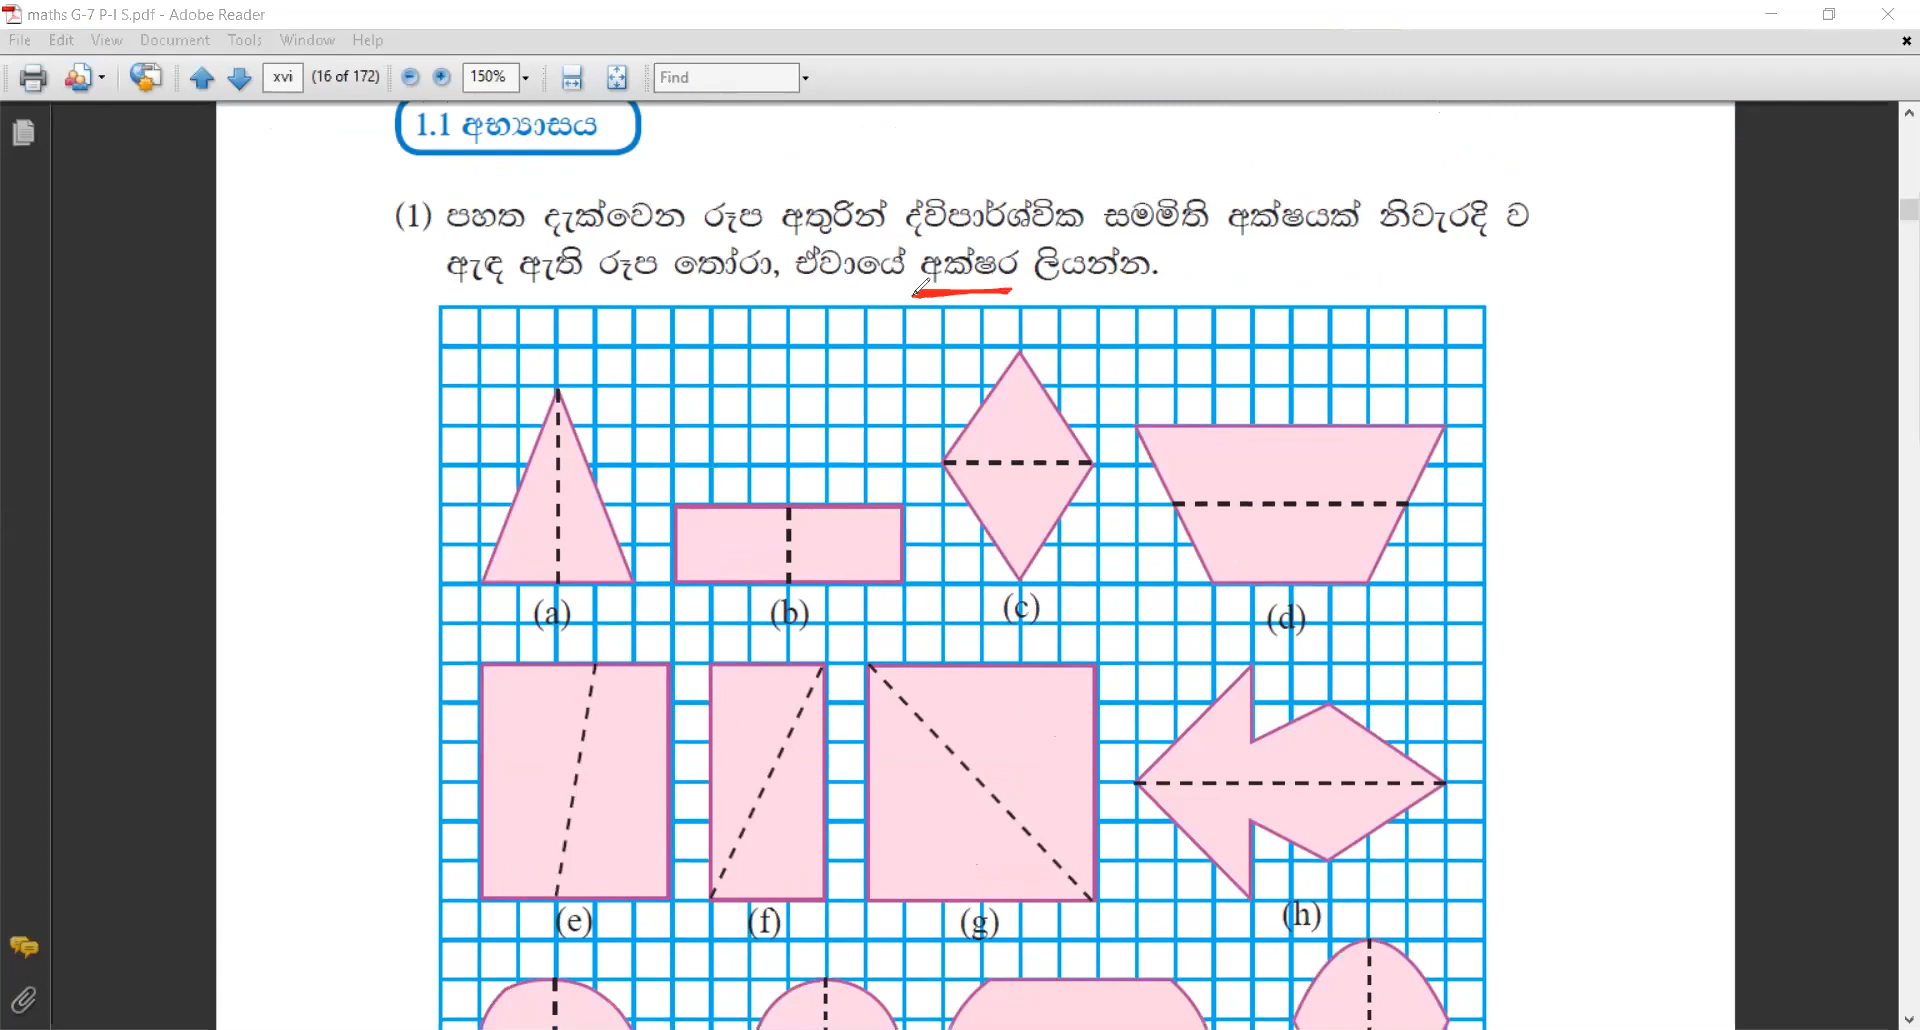 maths G-7 P-I S.pdf - Adobe Reader
File Edit View Document Tools Window Help
xvi (16 of 172) 150% Find
1.1 අභ්‍යාසය
(1) පහත දැක්වෙන රූප අතුරින් ද්විපාර්ශ්වික සමමිති අක්ෂයක් නිවැරදි ව
ඇඳ ඇති රූප තෝරා, ඒවායේ අක්ෂර ලියන්න.
(a) (b) (c) (d)
(e) (f) (g) (h)